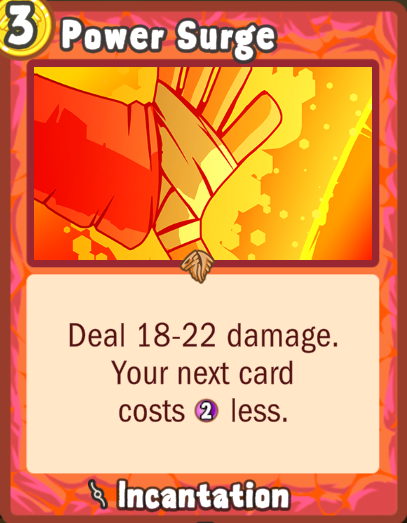 3 Power Surge
Deal 18-22 damage.
Your next card
costs 2 less.
Incantation